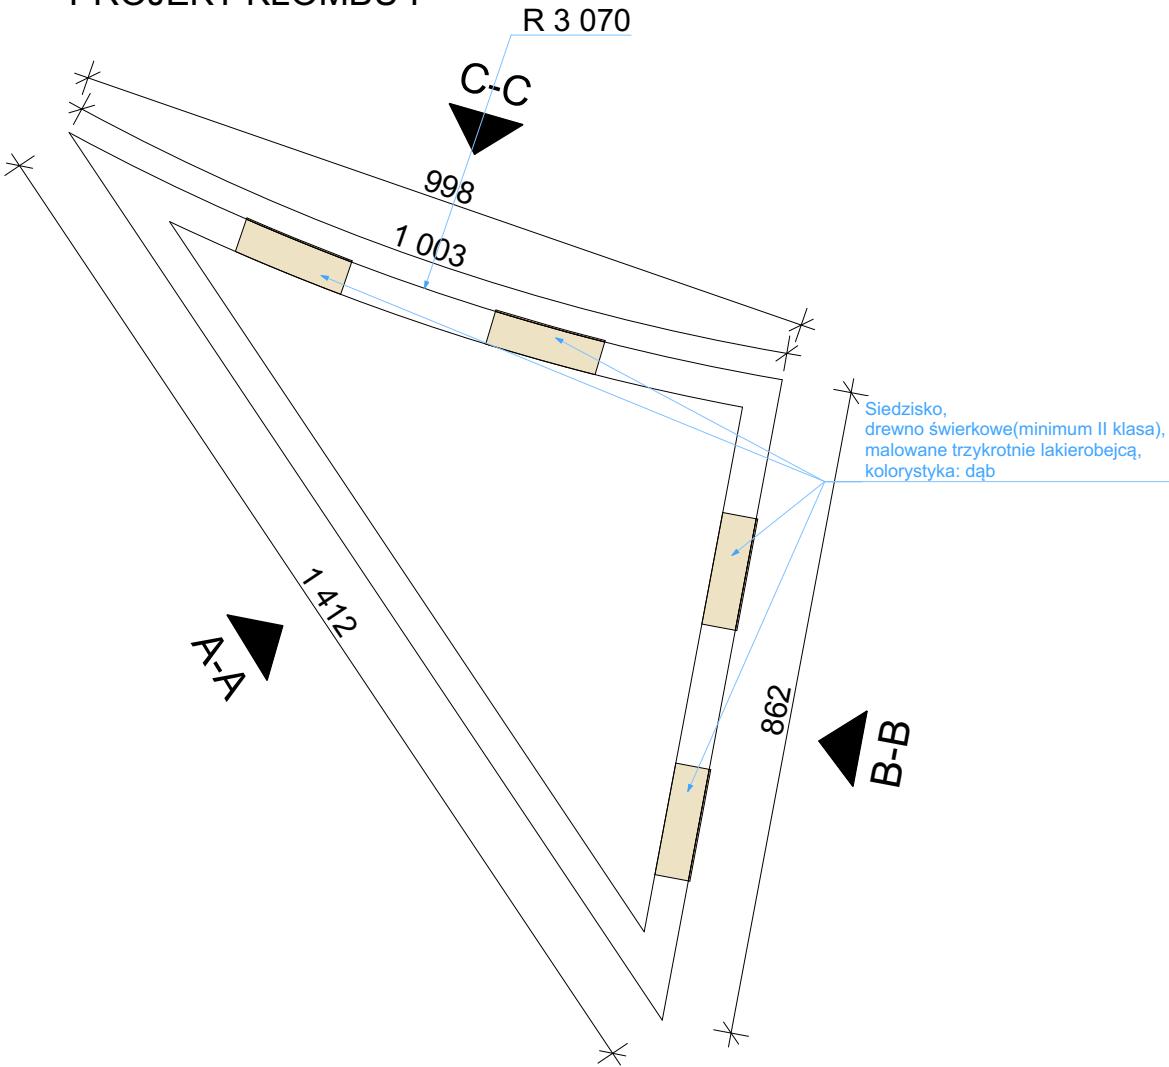 R 3 070
C-C
998
1 003
Siedzisko,
drewno świerkowe(minimum II klasa),
malowane trzykrotnie lakierobejcą,
kolorystyka: dąb
1 412
A-A
862
B-B